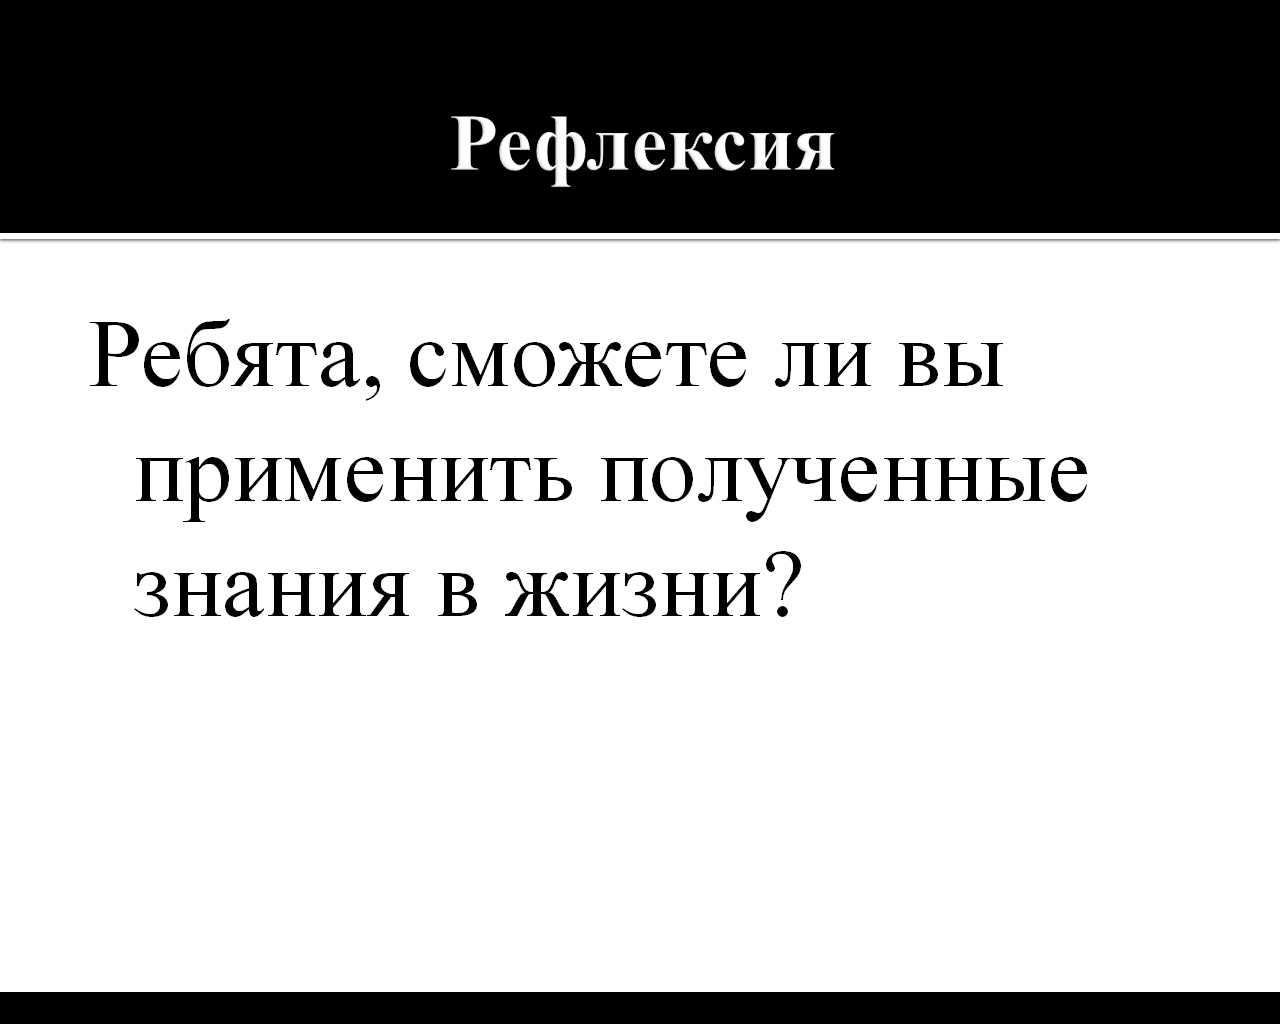 Рефлексия
Ребята, сможете ли вы
применить полученные
знания в жизни?